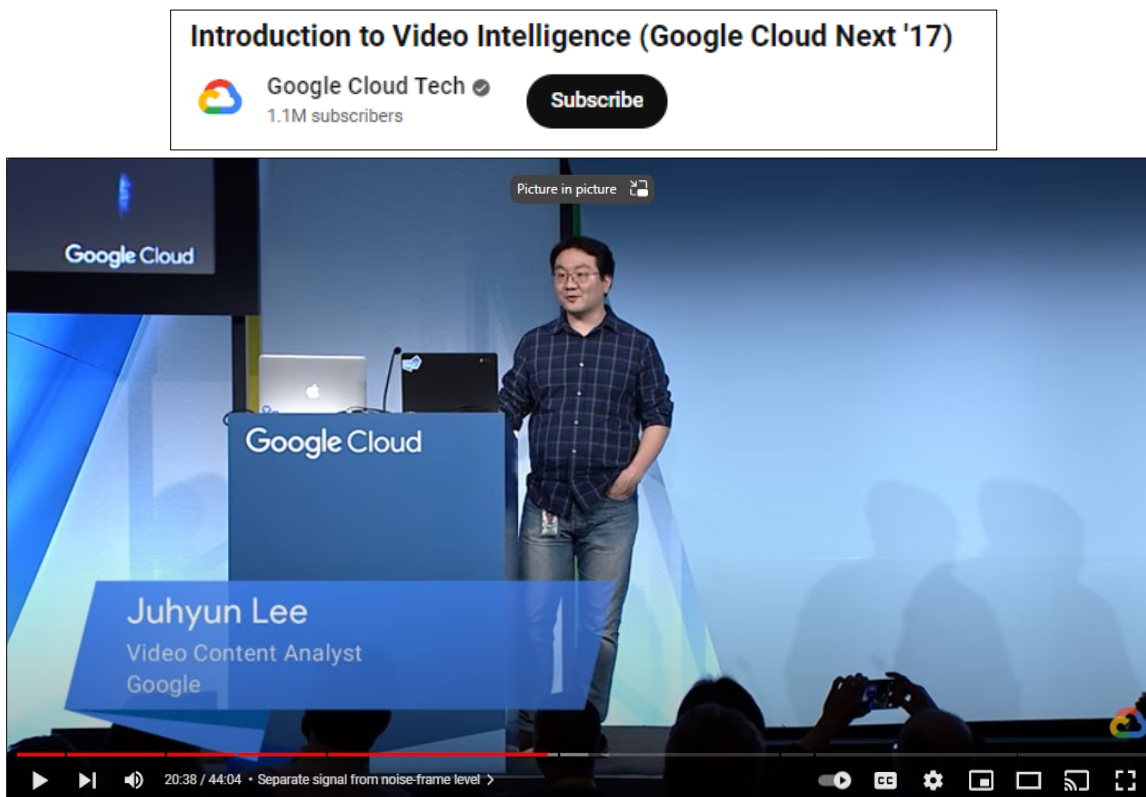 Introduction to Video Intelligence (Google Cloud Next '17)
Google Cloud Tech
1.1M subscribers
Subscribe
Picture in picture
Google Cloud
Google Cloud
Juhyun Lee
Video Content Analyst
Google
20:38 / 44:04 • Separate signal from noise-frame level
CC